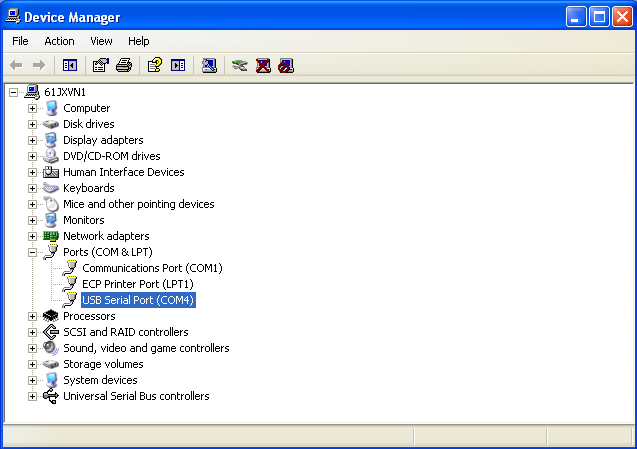 Device Manager
File Action View Help
61JXVN1
Computer
Disk drives
Display adapters
DVD/CD-ROM drives
Human Interface Devices
Keyboards
Mice and other pointing devices
Monitors
Network adapters
Ports (COM & LPT)
Communications Port (COM1)
ECP Printer Port (LPT1)
USB Serial Port (COM4)
Processors
SCSI and RAID controllers
Sound, video and game controllers
Storage volumes
System devices
Universal Serial Bus controllers